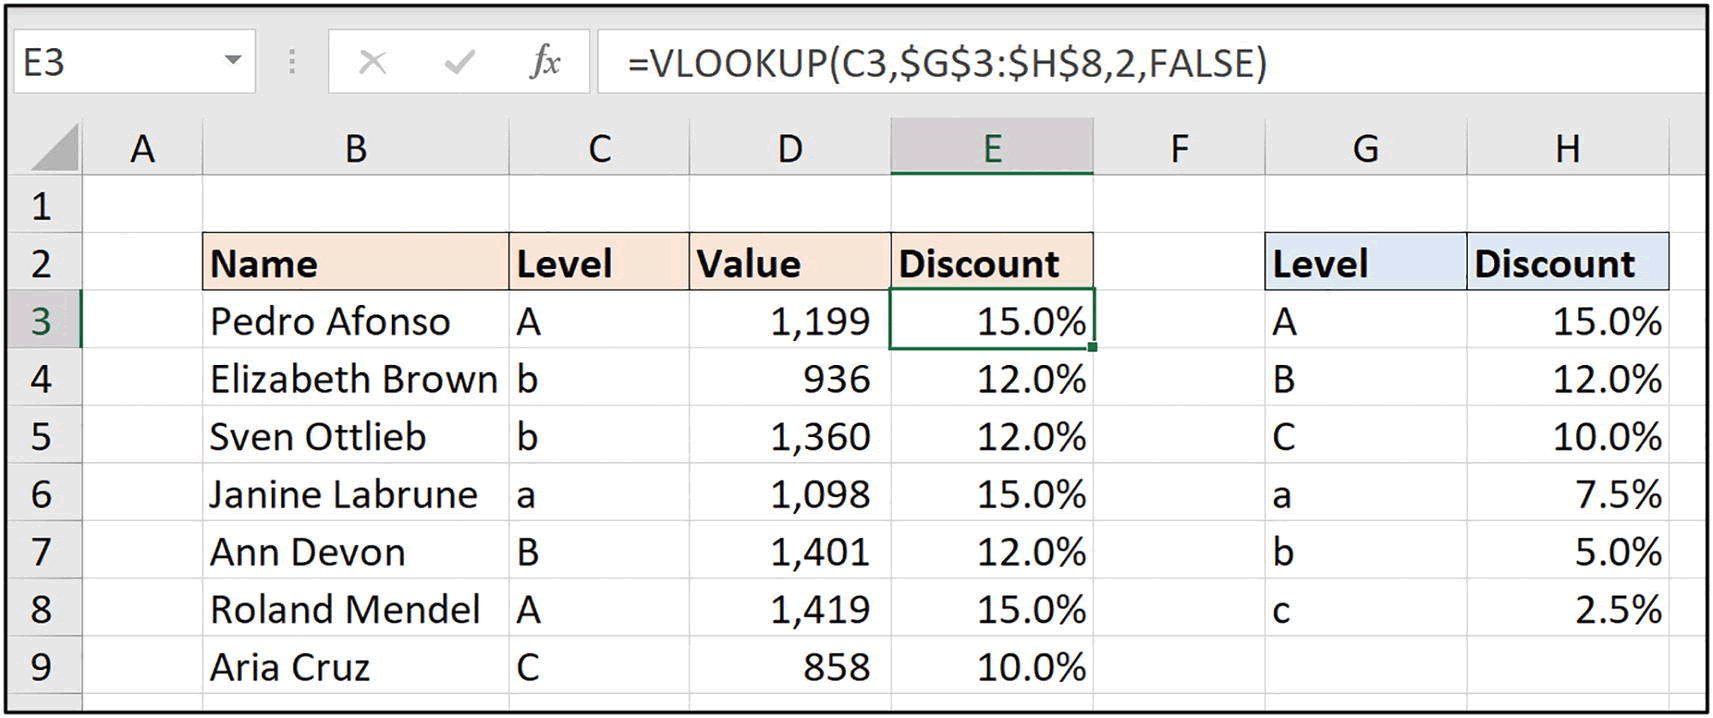 E3 fx =VLOOKUP(C3,$G$3:$H$8,2,FALSE)
A B C D E F G H
1
2 Name Level Value Discount Level Discount
3 Pedro Afonso A 1,199 15.0% A 15.0%
4 Elizabeth Brown b 936 12.0% B 12.0%
5 Sven Ottlieb b 1,360 12.0% C 10.0%
6 Janine Labrune a 1,098 15.0% a 7.5%
7 Ann Devon B 1,401 12.0% b 5.0%
8 Roland Mendel A 1,419 15.0% c 2.5%
9 Aria Cruz C 858 10.0%